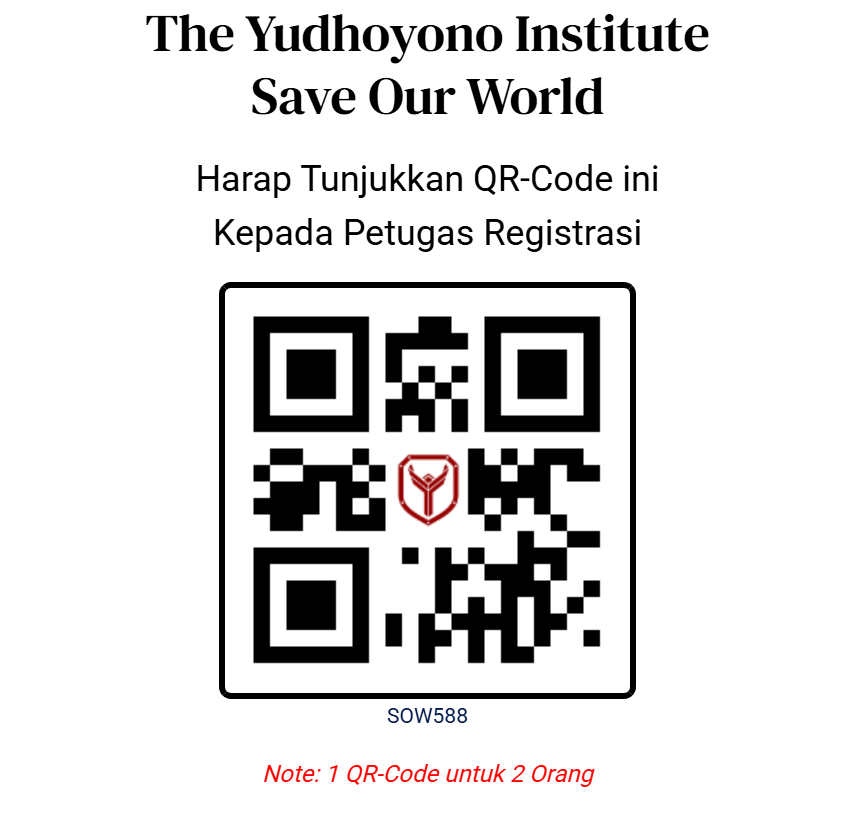 The Yudhoyono Institute
Save Our World
Harap Tunjukkan QR-Code ini
Kepada Petugas Registrasi
SOW588
Note: 1 QR-Code untuk 2 Orang